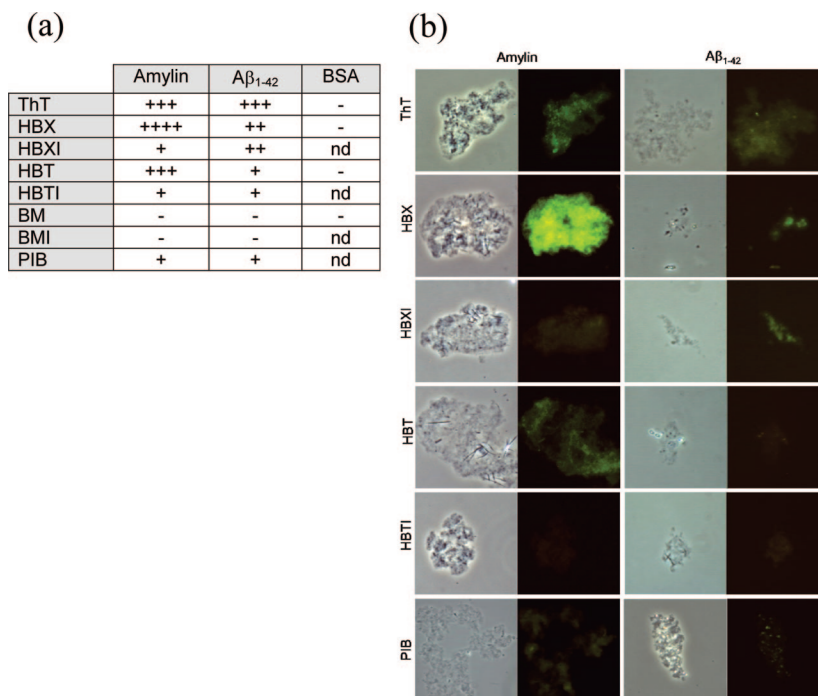 (a)
Amylin Aβ1-42 BSA
ThT +++ +++ -
HBX ++++ ++ -
HBXI + ++ nd
HBT +++ + -
HBTI + + nd
BM - - -
BMI - - nd
PIB + + nd
(b)
Amylin Aβ1-42
ThT
HBX
HBXI
HBT
HBTI
PIB